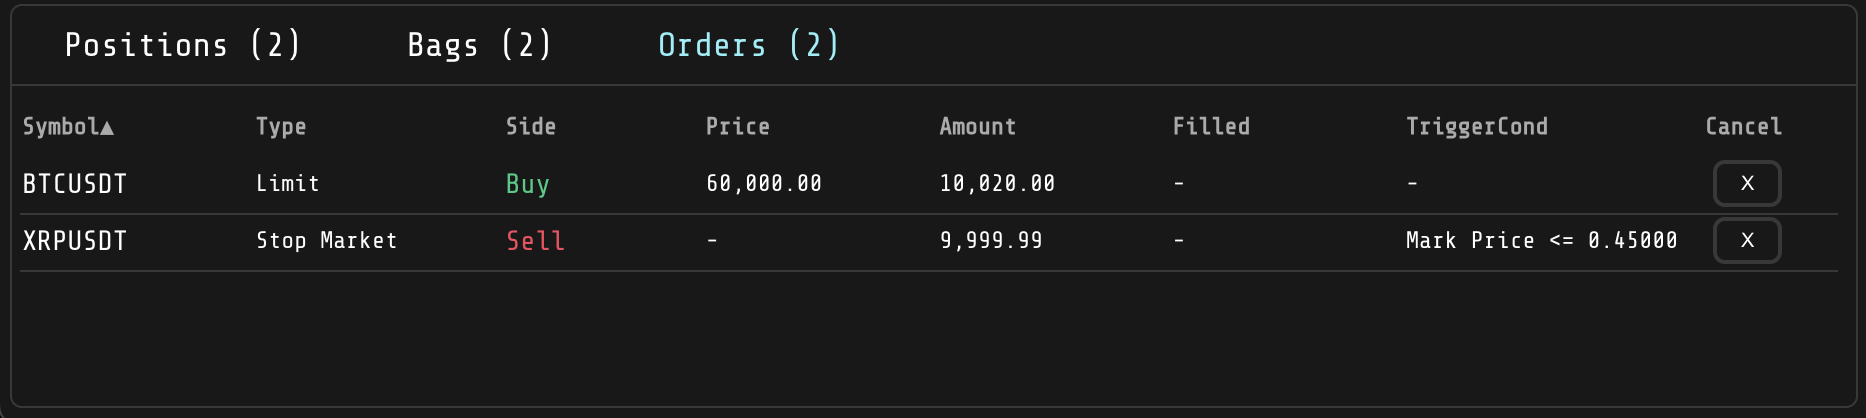 Positions (2) Bags (2) Orders (2)
Symbol▲ Type Side Price Amount Filled TriggerCond Cancel
BTCUSDT Limit Buy 60,000.00 10,020.00 - - X
XRPUSDT Stop Market Sell - 9,999.99 - Mark Price <= 0.45000 X